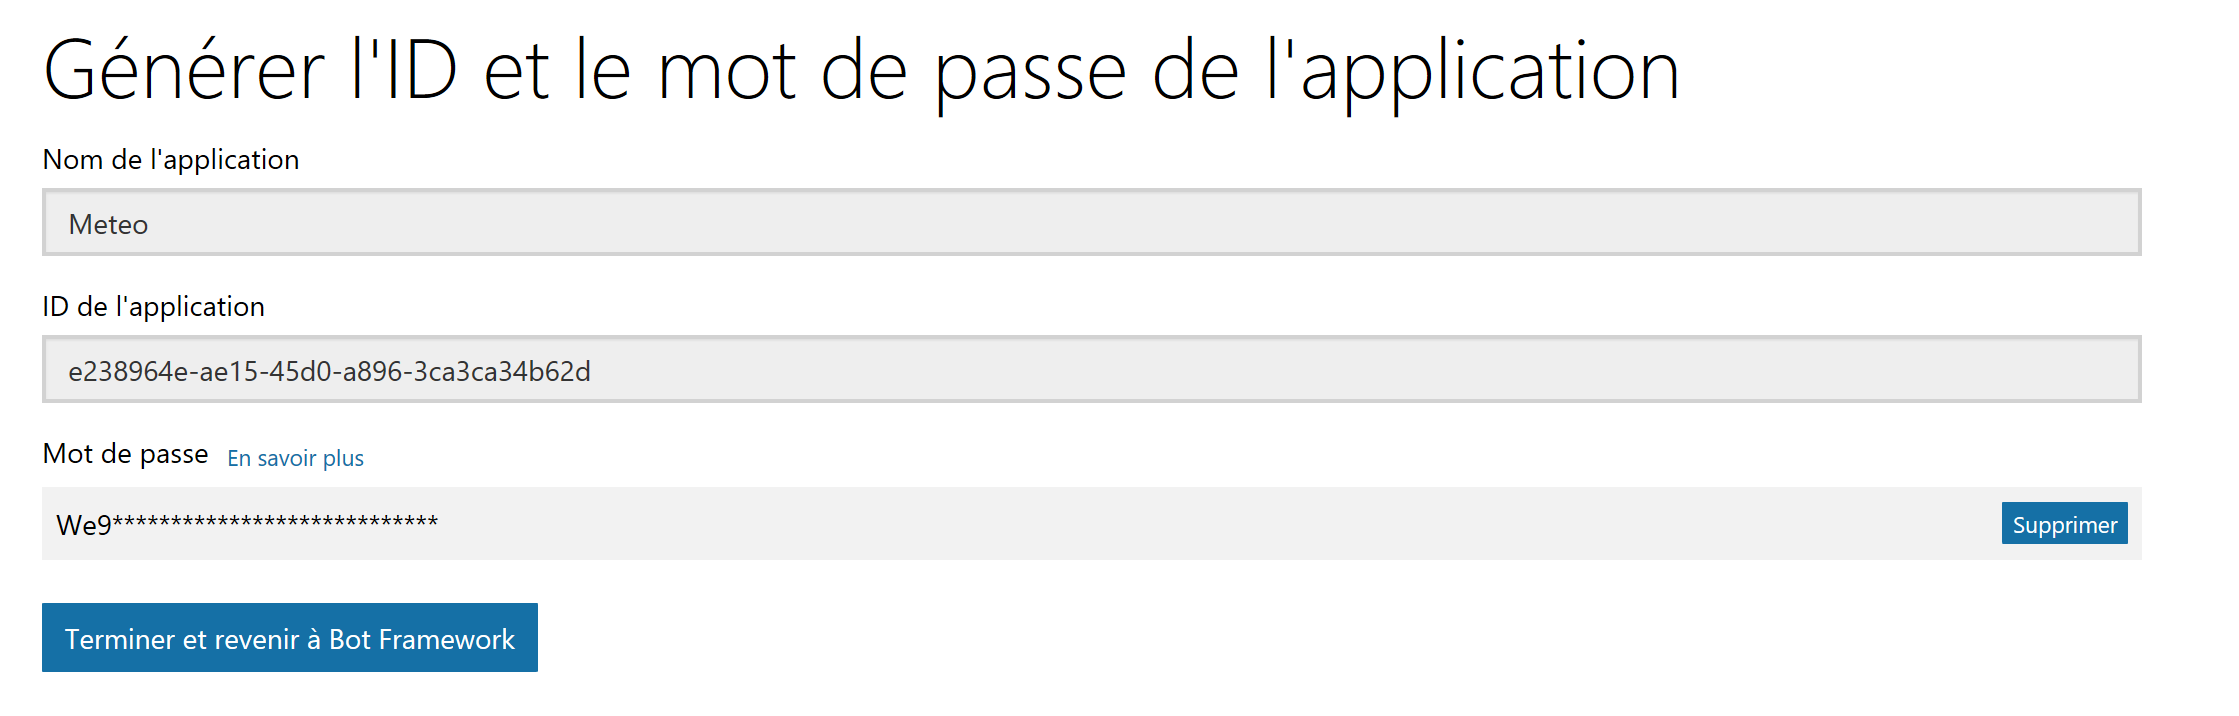 Générer l'ID et le mot de passe de l'application
Nom de l'application
Meteo
ID de l'application
e238964e-ae15-45d0-a896-3ca3ca34b62d
Mot de passe En savoir plus
We9**************************** Supprimer
Terminer et revenir à Bot Framework